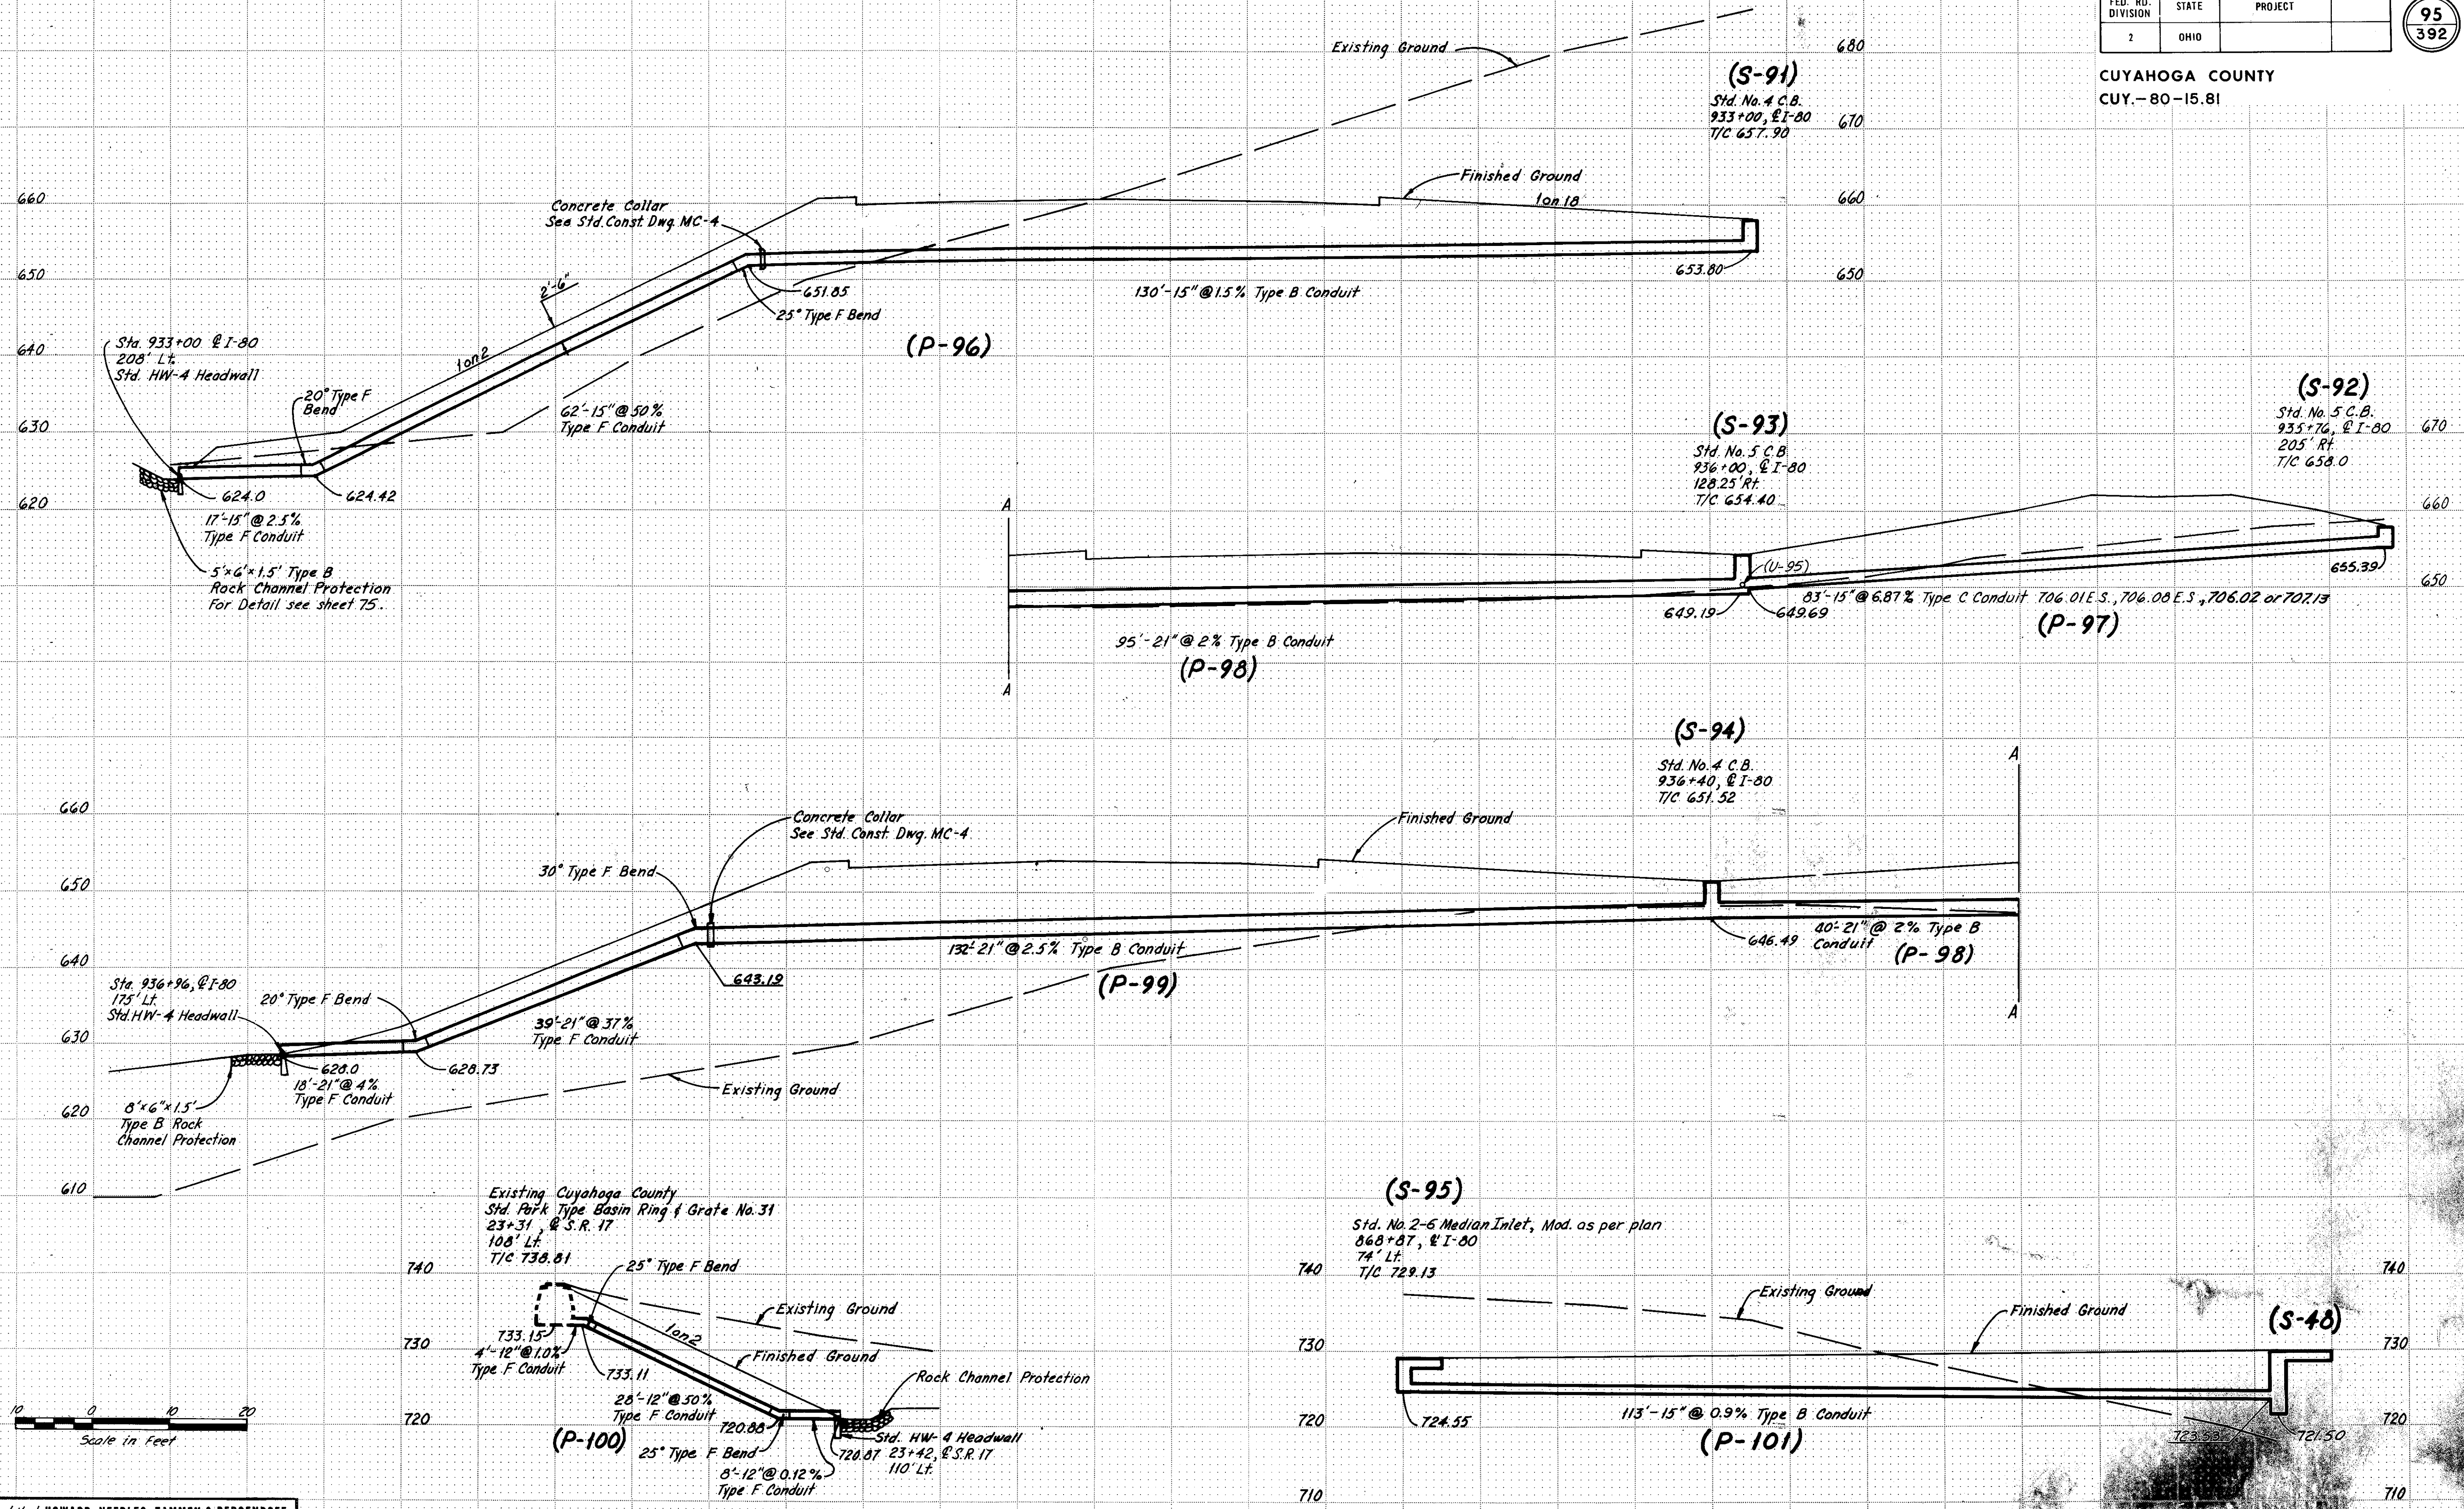 FED. RD. DIVISION STATE PROJECT
2 OHIO
95
392
CUYAHOGA COUNTY
CUY.-80-15.81
Existing Ground
680
(S-91)
Std. No. 4 C.B.
933+00, ℄ I-80
T/C 657.90
670
Finished Ground
660
1 on 18
660
Concrete Collar
See Std. Const. Dwg. MC-4
650
650
653.80
2'-6"
651.85
25° Type F Bend
130'-15" @ 1.5% Type B Conduit
(P-96)
640
Sta. 933+00 ℄ I-80
208' Lt.
Std. HW-4 Headwall
1 on 2
20° Type F
Bend
62'-15" @ 50%
Type F Conduit
630
620
624.0
624.42
17'-15" @ 2.5%
Type F Conduit
5'x6'x1.5' Type B
Rock Channel Protection
For Detail see sheet 75.
(S-93)
Std. No. 5 C.B.
936+00, ℄ I-80
128.25' Rt.
T/C 654.40
(S-92)
Std. No. 5 C.B.
935+76, ℄ I-80
205' Rt.
T/C 658.0
670
660
650
A
A
(U-95)
655.39
649.19
649.69
83'-15" @ 6.87% Type C Conduit 706.01 E.S., 706.08 E.S., 706.02 or 707.13
(P-97)
95'-21" @ 2% Type B Conduit
(P-98)
(S-94)
Std. No. 4 C.B.
936+40, ℄ I-80
T/C 651.52
A
A
660
650
640
630
620
610
Concrete Collar
See Std. Const. Dwg. MC-4
Finished Ground
30° Type F Bend
132'-21" @ 2.5% Type B Conduit
(P-99)
646.49
40'-21" @ 2% Type B
Conduit
(P-98)
643.19
Sta. 936+96, ℄ I-80
175' Lt.
Std. HW-4 Headwall
20° Type F Bend
39'-21" @ 37%
Type F Conduit
628.0
628.73
18'-21" @ 4%
Type F Conduit
8'x6"x1.5'
Type B Rock
Channel Protection
Existing Ground
Existing Cuyahoga County
Std. Park Type Basin Ring & Grate No. 31
23+31, ℄ S.R. 17
108' Lt.
T/C 738.81
740
730
720
25° Type F Bend
Existing Ground
1 on 2
Finished Ground
733.15
4'-12" @ 1.0%
Type F Conduit
733.11
Rock Channel Protection
28'-12" @ 50%
Type F Conduit
720.88
(P-100)
25° Type F Bend
720.87
Std. HW-4 Headwall
23+42, ℄ S.R. 17
110' Lt.
8'-12" @ 0.12%
Type F Conduit
10 0 10 20
Scale in Feet
(S-95)
Std. No. 2-6 Median Inlet, Mod. as per plan
868+87, ℄ I-80
74' Lt.
T/C 729.13
740
730
720
710
740
730
720
710
Existing Ground
Finished Ground
(S-48)
724.55
113'-15" @ 0.9% Type B Conduit
(P-101)
723.53
721.50